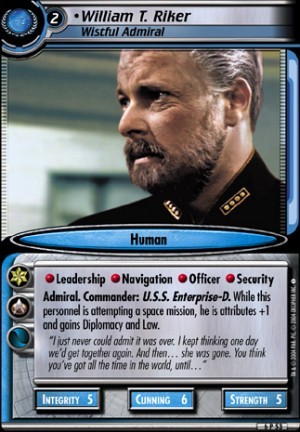 2
•William T. Riker
Wistful Admiral
Human
Leadership Navigation Officer Security
Admiral. Commander: U.S.S. Enterprise-D. While this
personnel is attempting a space mission, he is attributes +1
and gains Diplomacy and Law.
"I just never could admit it was over. I kept thinking one
day we'd get together again. And then… she was gone. You think
you've got all the time in the world, until…"
INTEGRITY 5
CUNNING 6
STRENGTH 5